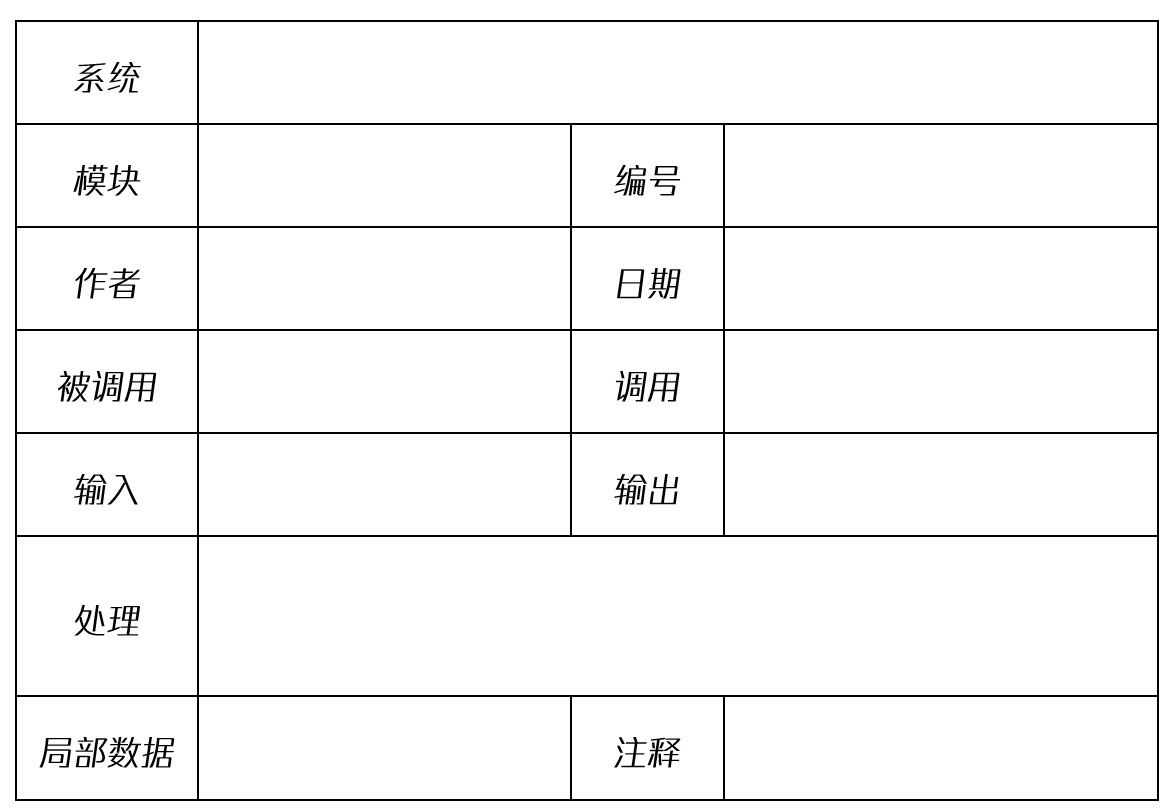 系统
模块 编号
作者 日期
被调用 调用
输入 输出
处理
局部数据 注释